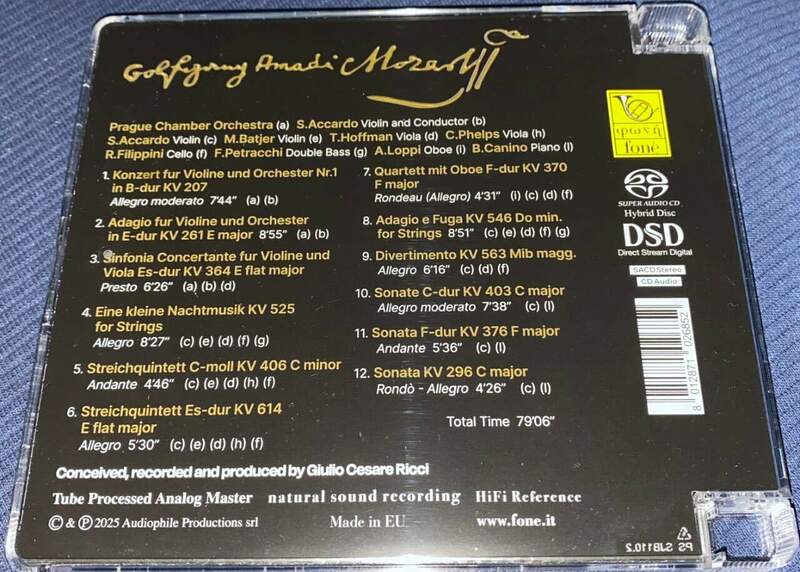 Mozart
Prague Chamber Orchestra (a) S.Accardo Violin and Conductor (b)
S.Accardo Violin (c) M.Batjer Violin (e) T.Hoffman Viola (d) C.Phelps Viola (h)
R.Filippini Cello (f) F.Petracchi Double Bass (g) A.Loppi Oboe (i) B.Canino Piano (l)
1. Konzert fur Violine und Orchester Nr.1
in B-dur KV 207
Allegro moderato 7'44" (a) (b)
2. Adagio fur Violine und Orchester
in E-dur KV 261 E major 8'55" (a) (b)
3. Sinfonia Concertante fur Violine und
Viola Es-dur KV 364 E flat major
Presto 6'26" (a) (b) (d)
4. Eine kleine Nachtmusik KV 525
for Strings
Allegro 8'27" (c) (e) (d) (f) (g)
5. Streichquintett C-moll KV 406 C minor
Andante 4'46" (c) (e) (d) (h) (f)
6. Streichquintett Es-dur KV 614
E flat major
Allegro 5'30" (c) (e) (d) (h) (f)
7. Quartett mit Oboe F-dur KV 370
F major
Rondeau (Allegro) 4'31" (i) (c) (d) (f)
8. Adagio e Fuga KV 546 Do min.
for Strings 8'51" (c) (e) (d) (f) (g)
9. Divertimento KV 563 Mib magg.
Allegro 6'16" (c) (d) (f)
10. Sonate C-dur KV 403 C major
Allegro moderato 7'38" (c) (l)
11. Sonata F-dur KV 376 F major
Andante 5'36" (c) (l)
12. Sonata KV 296 C major
Rondò - Allegro 4'26" (c) (l)
Total Time 79'06"
φωνή
fonè
SUPER AUDIO CD
Hybrid Disc
DSD
Direct Stream Digital
SACD Stereo
CD Audio
8 012871 026852
Conceived, recorded and produced by Giulio Cesare Ricci
Tube Processed Analog Master natural sound recording HiFi Reference
© & ℗ 2025 Audiophile Productions srl Made in EU www.fone.it
PS SJB110.2